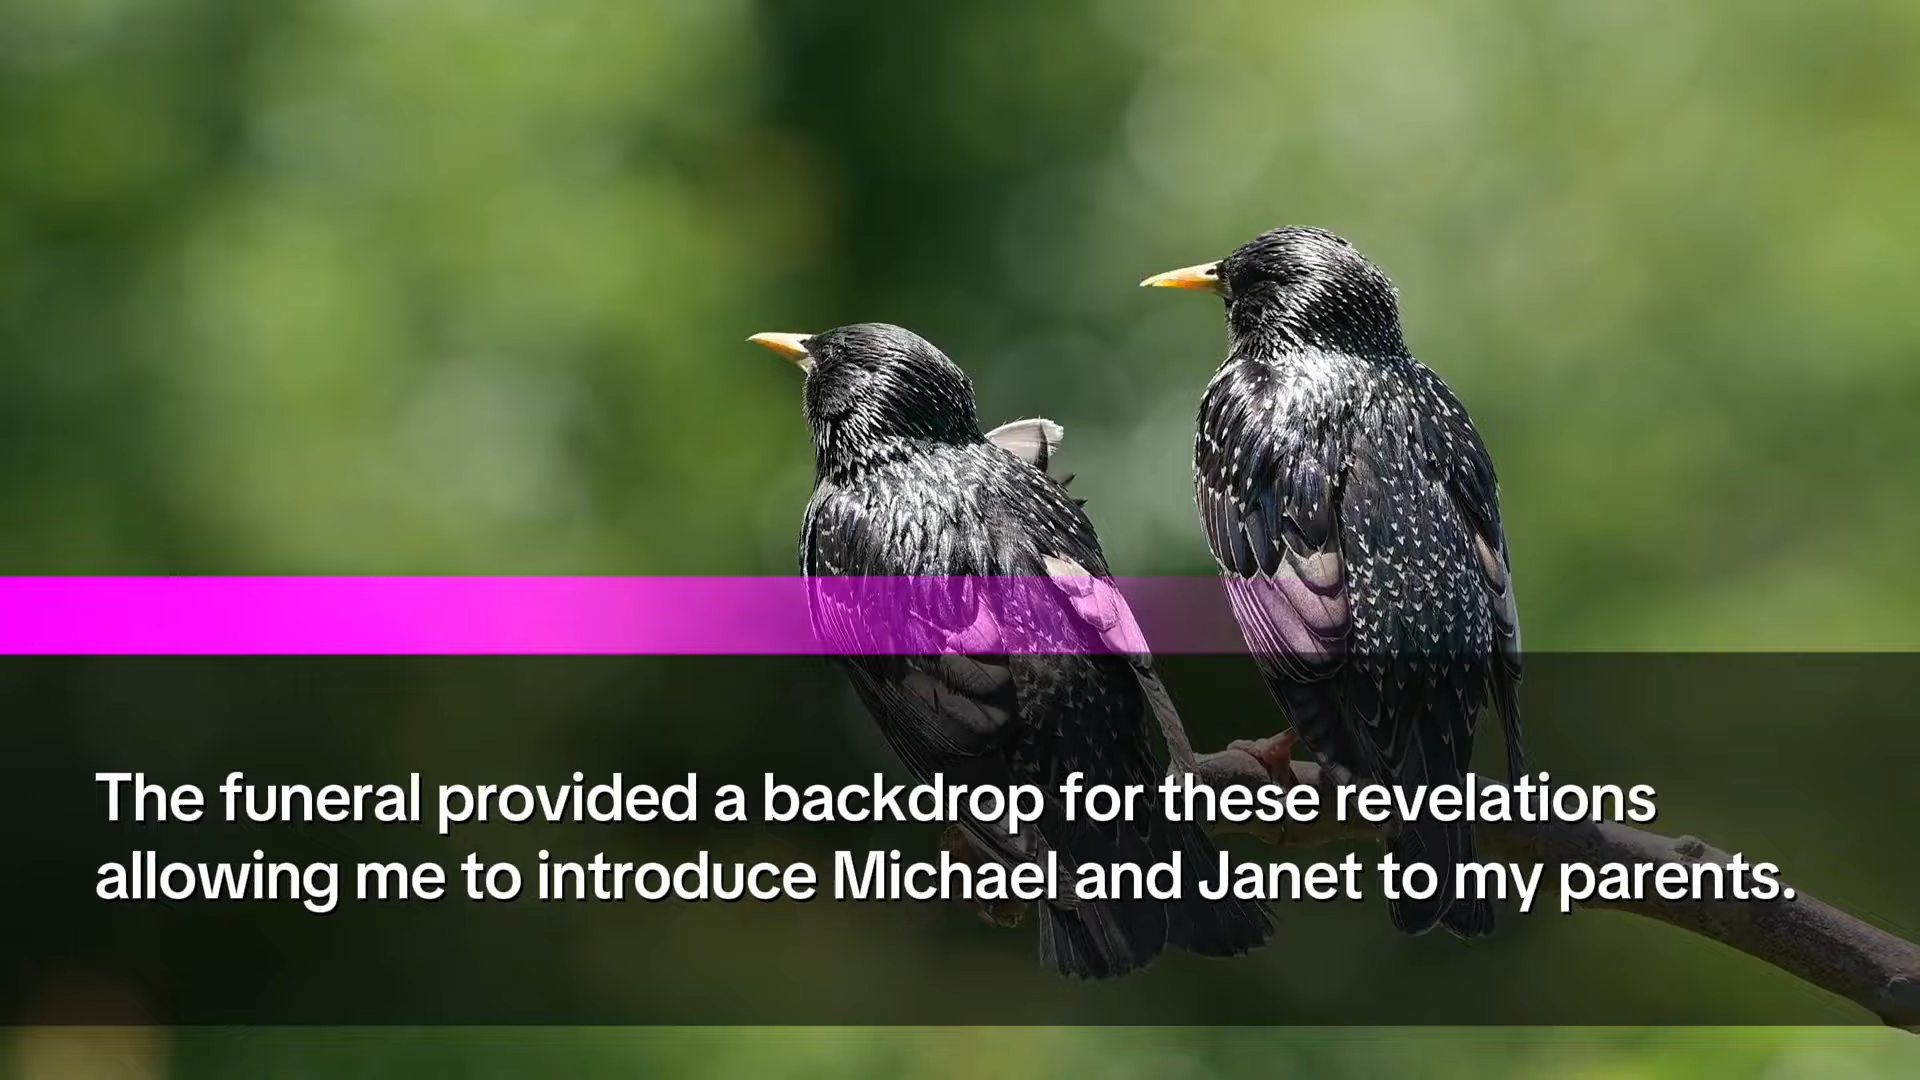 The funeral provided a backdrop for these revelations
allowing me to introduce Michael and Janet to my parents.